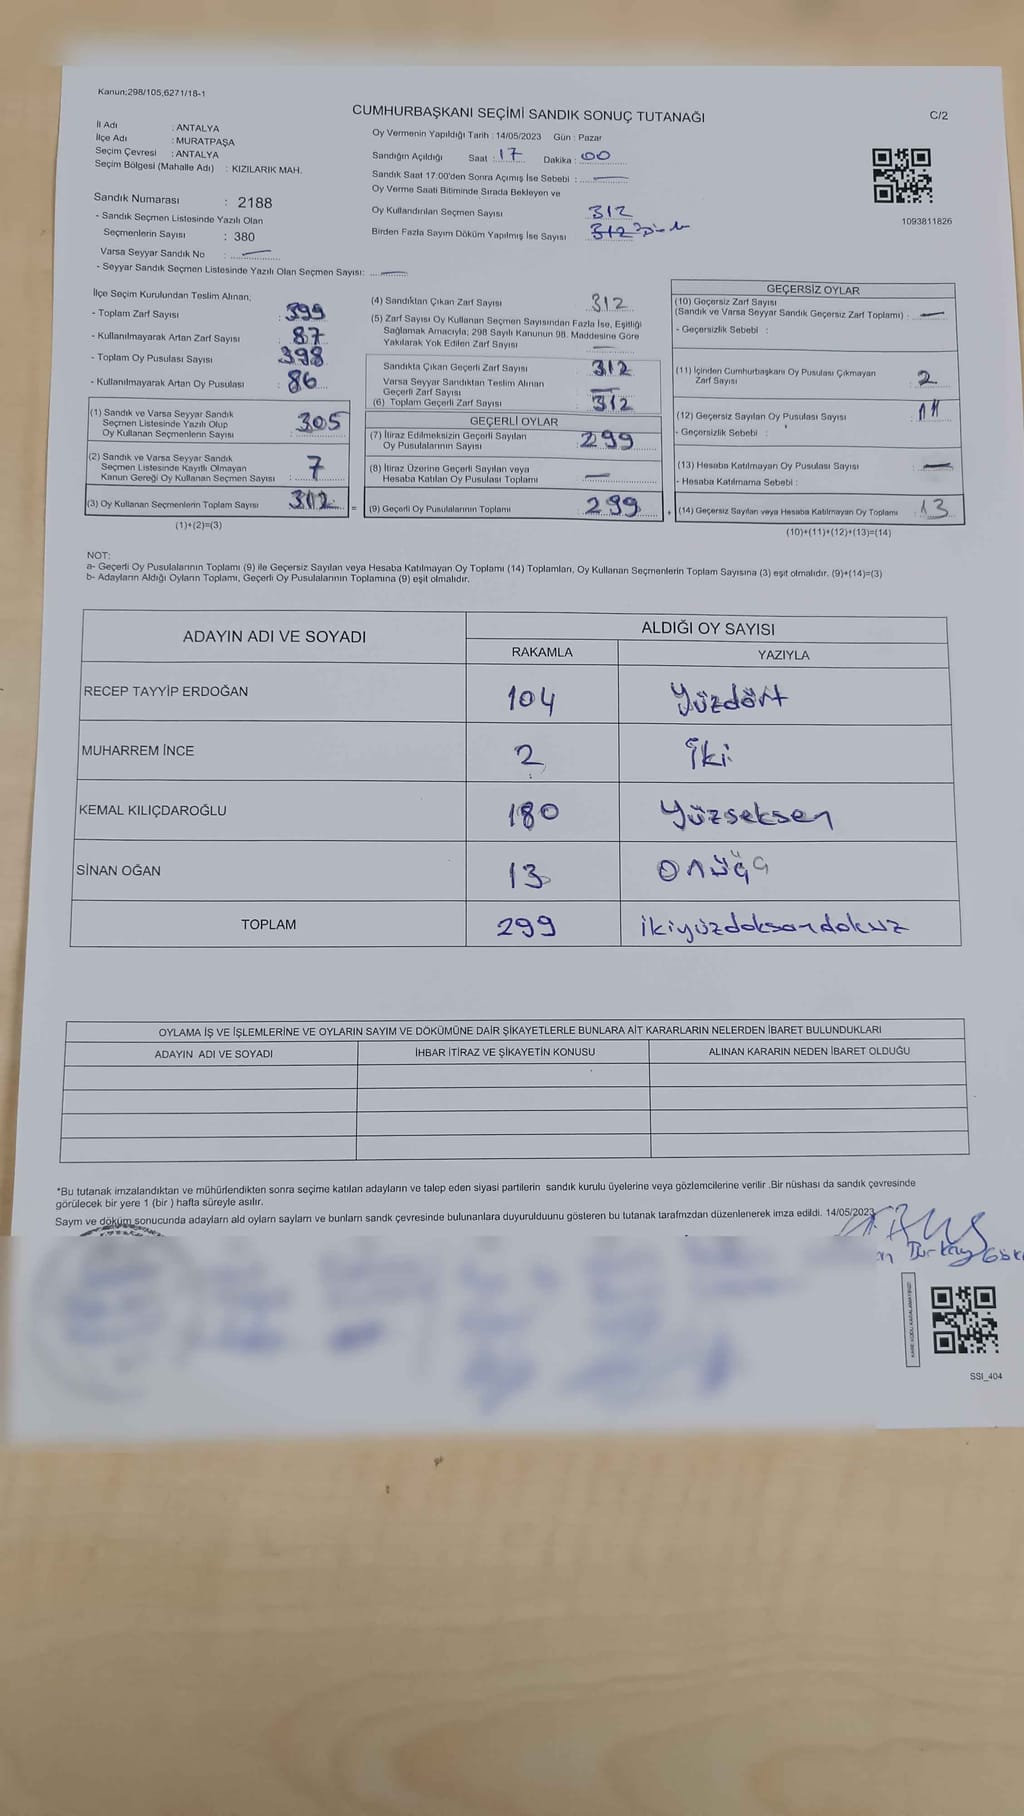 Kanun:298/105,6271/18-1
CUMHURBAŞKANI SEÇİMİ SANDIK SONUÇ TUTANAĞI
C/2
İl Adı : ANTALYA
İlçe Adı : MURATPAŞA
Seçim Çevresi : ANTALYA
Seçim Bölgesi (Mahalle Adı) : KIZILARIK MAH.
Oy Vermenin Yapıldığı Tarih : 14/05/2023 Gün : Pazar
Sandığın Açıldığı Saat : 17 Dakika : 00
Sandık Saat 17:00'den Sonra Açımış İse Sebebi : —
Oy Verme Saati Bitiminde Sırada Bekleyen ve
Oy Kullandırılan Seçmen Sayısı 312
Birden Fazla Sayım Döküm Yapılmış İse Sayısı 312
1093811826
Sandık Numarası : 2188
- Sandık Seçmen Listesinde Yazılı Olan
Seçmenlerin Sayısı : 380
Varsa Seyyar Sandık No : —
- Seyyar Sandık Seçmen Listesinde Yazılı Olan Seçmen Sayısı: —
İlçe Seçim Kurulundan Teslim Alınan;
- Toplam Zarf Sayısı : 399
- Kullanılmayarak Artan Zarf Sayısı : 87
- Toplam Oy Pusulası Sayısı : 398
- Kullanılmayarak Artan Oy Pusulası : 86
(1) Sandık ve Varsa Seyyar Sandık
Seçmen Listesinde Yazılı Olup
Oy Kullanan Seçmenlerin Sayısı : 305
(2) Sandık ve Varsa Seyyar Sandık
Seçmen Listesinde Kayıtlı Olmayan
Kanun Gereği Oy Kullanan Seçmen Sayısı : 7
(3) Oy Kullanan Seçmenlerin Toplam Sayısı 312 =
(1)+(2)=(3)
(4) Sandıktan Çıkan Zarf Sayısı 312
(5) Zarf Sayısı Oy Kullanan Seçmen Sayısından Fazla İse, Eşitliği
Sağlamak Amacıyla; 298 Sayılı Kanunun 98. Maddesine Göre
Yakılarak Yok Edilen Zarf Sayısı —
Sandıkta Çıkan Geçerli Zarf Sayısı 312
Varsa Seyyar Sandıktan Teslim Alınan
Geçerli Zarf Sayısı —
(6) Toplam Geçerli Zarf Sayısı 312
GEÇERLİ OYLAR
(7) İtiraz Edilmeksizin Geçerli Sayılan
Oy Pusulalarının Sayısı 299
(8) İtiraz Üzerine Geçerli Sayılan veya
Hesaba Katılan Oy Pusulası Toplamı —
(9) Geçerli Oy Pusulalarının Toplamı 299 +
GEÇERSİZ OYLAR
(10) Geçersiz Zarf Sayısı
(Sandık ve Varsa Seyyar Sandık Geçersiz Zarf Toplamı) : —
- Geçersizlik Sebebi :
(11) İçinden Cumhurbaşkanı Oy Pusulası Çıkmayan
Zarf Sayısı 2
(12) Geçersiz Sayılan Oy Pusulası Sayısı 11
- Geçersizlik Sebebi :
(13) Hesaba Katılmayan Oy Pusulası Sayısı —
- Hesaba Katılmama Sebebi :
(14) Geçersiz Sayılan veya Hesaba Katılmayan Oy Toplamı 13
(10)+(11)+(12)+(13)=(14)
NOT:
a- Geçerli Oy Pusulalarının Toplamı (9) ile Geçersiz Sayılan veya Hesaba Katılmayan Oy Toplamı (14) Toplamları, Oy Kullanan Seçmenlerin Toplam Sayısına (3) eşit olmalıdır. (9)+(14)=(3)
b- Adayların Aldığı Oyların Toplamı, Geçerli Oy Pusulalarının Toplamına (9) eşit olmalıdır.
ADAYIN ADI VE SOYADI ALDIĞI OY SAYISI
RAKAMLA YAZIYLA
RECEP TAYYİP ERDOĞAN 104 Yüzdört
MUHARREM İNCE 2 İki
KEMAL KILIÇDAROĞLU 180 Yüzseksen
SİNAN OĞAN 13 Onüç
TOPLAM 299 ikiyüzdoksandokuz
OYLAMA İŞ VE İŞLEMLERİNE VE OYLARIN SAYIM VE DÖKÜMÜNE DAİR ŞİKAYETLERLE BUNLARA AİT KARARLARIN NELERDEN İBARET BULUNDUKLARI
ADAYIN ADI VE SOYADI İHBAR İTİRAZ VE ŞİKAYETİN KONUSU ALINAN KARARIN NEDEN İBARET OLDUĞU
*Bu tutanak imzalandıktan ve mühürlendikten sonra seçime katılan adayların ve talep eden siyasi partilerin sandık kurulu üyelerine veya gözlemcilerine verilir .Bir nüshası da sandık çevresinde
görülecek bir yere 1 (bir ) hafta süreyle asılır.
Saym ve döküm sonucunda adayların ald oylarn saylarn ve bunlarn sandk çevresinde bulunanlara duyurulduunu gösteren bu tutanak tarafmzdan düzenlenerek imza edildi. 14/05/2023
SSI_404